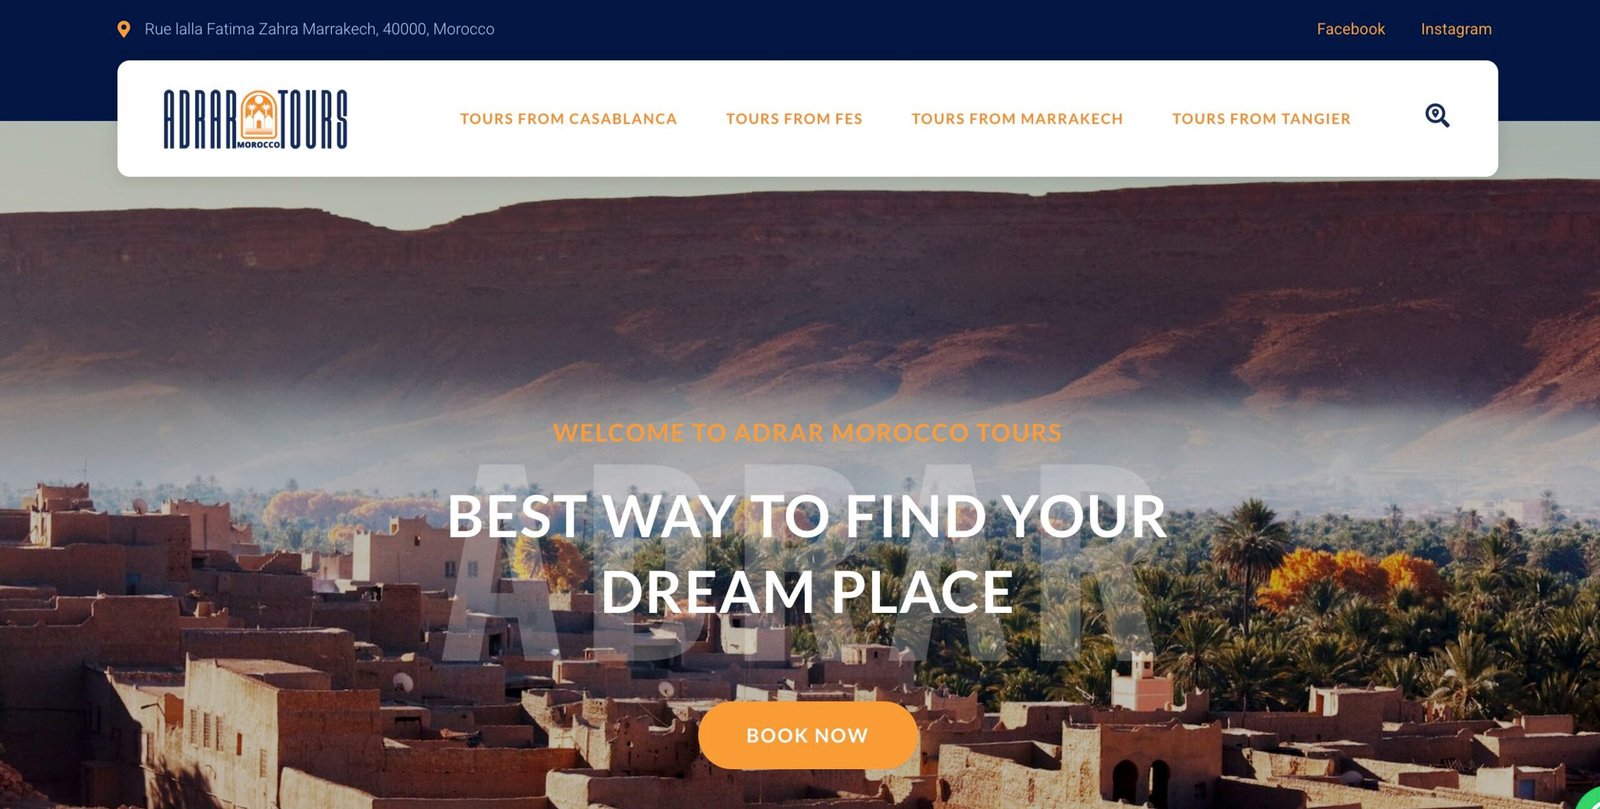 Rue lalla Fatima Zahra Marrakech, 40000, Morocco
Facebook
Instagram
ADRAR TOURS
MOROCCO
TOURS FROM CASABLANCA
TOURS FROM FES
TOURS FROM MARRAKECH
TOURS FROM TANGIER
WELCOME TO ADRAR MOROCCO TOURS
ADRAR
BEST WAY TO FIND YOUR
DREAM PLACE
BOOK NOW